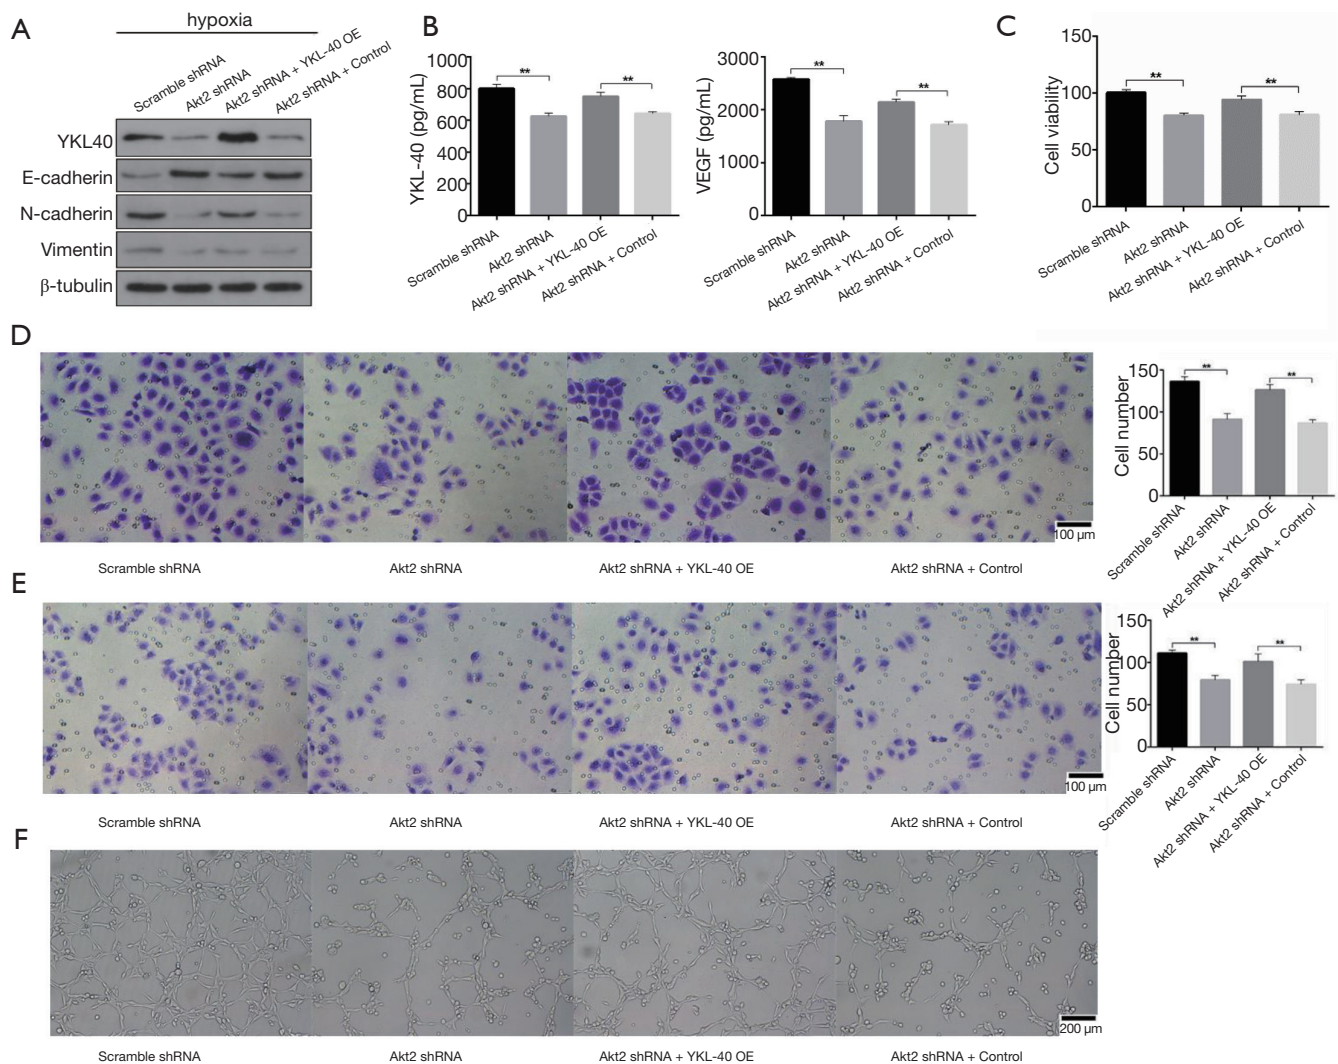 A
hypoxia
Scramble shRNA
Akt2 shRNA
Akt2 shRNA + YKL-40 OE
Akt2 shRNA + Control
YKL40
E-cadherin
N-cadherin
Vimentin
β-tubulin
B
YKL-40 (pg/mL)
1000
800
600
400
200
0
**
**
Scramble shRNA
Akt2 shRNA
Akt2 shRNA + YKL-40 OE
Akt2 shRNA + Control
VEGF (pg/mL)
3000
2000
1000
0
**
**
Scramble shRNA
Akt2 shRNA
Akt2 shRNA + YKL-40 OE
Akt2 shRNA + Control
C
Cell viability
150
100
50
0
**
**
Scramble shRNA
Akt2 shRNA
Akt2 shRNA + YKL-40 OE
Akt2 shRNA + Control
D
100 µm
Scramble shRNA
Akt2 shRNA
Akt2 shRNA + YKL-40 OE
Akt2 shRNA + Control
Cell number
150
100
50
0
**
**
Scramble shRNA
Akt2 shRNA
Akt2 shRNA + YKL-40 OE
Akt2 shRNA + Control
E
100 µm
Scramble shRNA
Akt2 shRNA
Akt2 shRNA + YKL-40 OE
Akt2 shRNA + Control
Cell number
150
100
50
0
**
**
Scramble shRNA
Akt2 shRNA
Akt2 shRNA + YKL-40 OE
Akt2 shRNA + Control
F
200 µm
Scramble shRNA
Akt2 shRNA
Akt2 shRNA + YKL-40 OE
Akt2 shRNA + Control